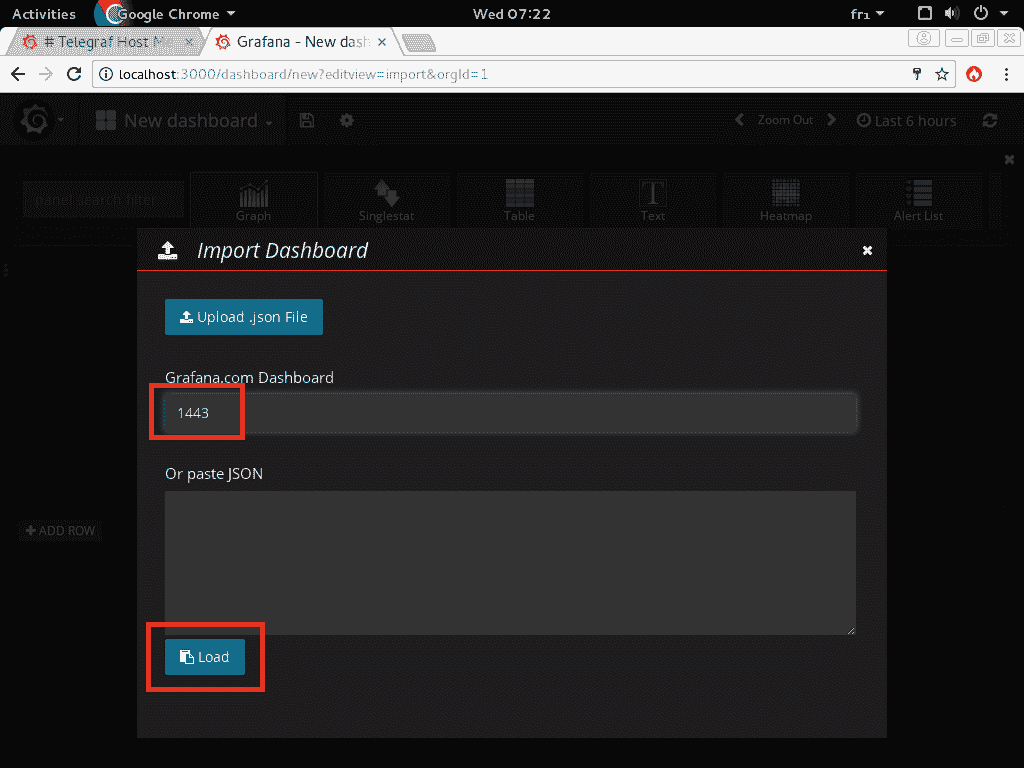 Activities Google Chrome Wed 07:22 fr₁
# Telegraf Host M Grafana - New dash
localhost:3000/dashboard/new?editview=import&orgId=1
New dashboard Zoom Out Last 6 hours
panel search filter Graph Singlestat Table Text Heatmap Alert List
Import Dashboard
Upload .json File
Grafana.com Dashboard
1443
Or paste JSON
ADD ROW
Load